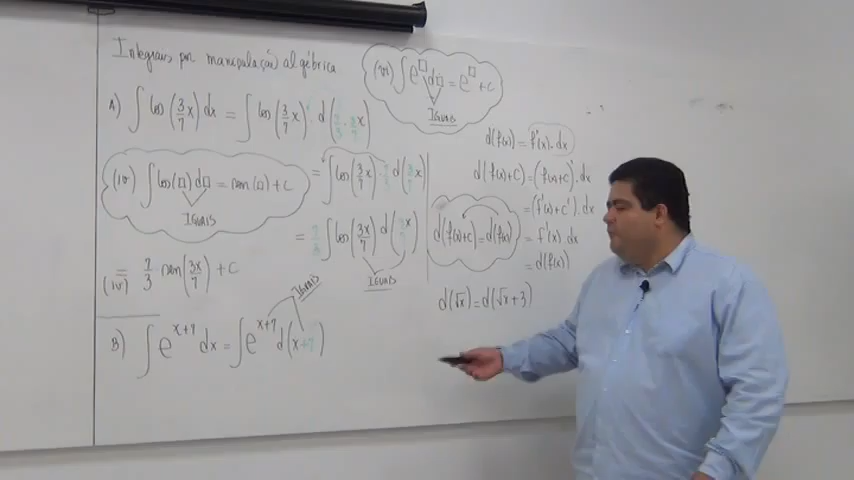 Integrais por manipulação algébrica
A) ∫ cos(3/7 x) dx = ∫ cos(3/7 x) · d(7/3 · 3/7 x)
(iv) ∫ cos(□) d□ = sen(□) + C
IGUAIS
= ∫ cos(3/7 x) · 7/3 d(3/7 x)
= 7/3 ∫ cos(3x/7) d(3/7 x)
IGUAIS
= 7/3 · sen(3x/7) + C
(iv)
B) ∫ e^(x+7) dx = ∫ e^(x+7) d(x+7)
IGUAIS
(vi) ∫ e^□ d□ = e^□ + C
IGUAIS
d(f(x)) = f'(x) · dx
d(f(x)+C) = (f(x)+C)' · dx
= (f'(x)+C') · dx
d(f(x)+C) = d(f(x))
= f'(x) · dx
= d(f(x))
d(√x) = d(√x + 3)